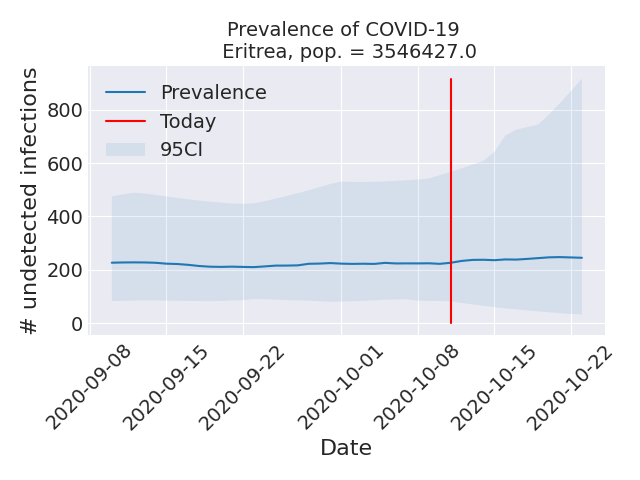 Prevalence of COVID-19
Eritrea, pop. = 3546427.0
# undetected infections
800
600
400
200
0
Prevalence
Today
95CI
2020-09-08
2020-09-15
2020-09-22
2020-10-01
2020-10-08
2020-10-15
2020-10-22
Date